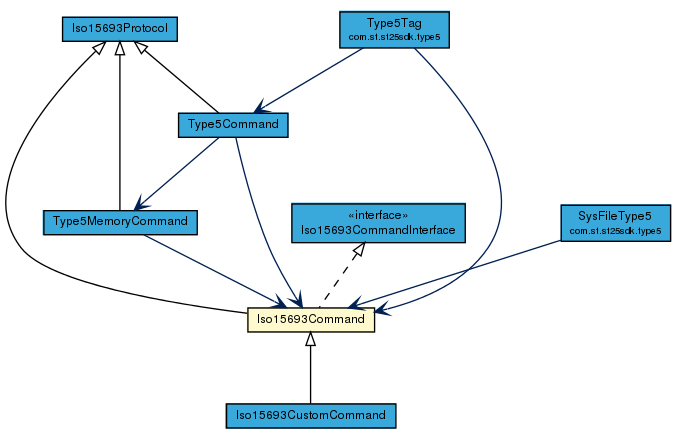 Iso15693Protocol
Type5Tag
com.st.st25sdk.type5
Type5Command
Type5MemoryCommand
«interface»
Iso15693CommandInterface
SysFileType5
com.st.st25sdk.type5
Iso15693Command
Iso15693CustomCommand